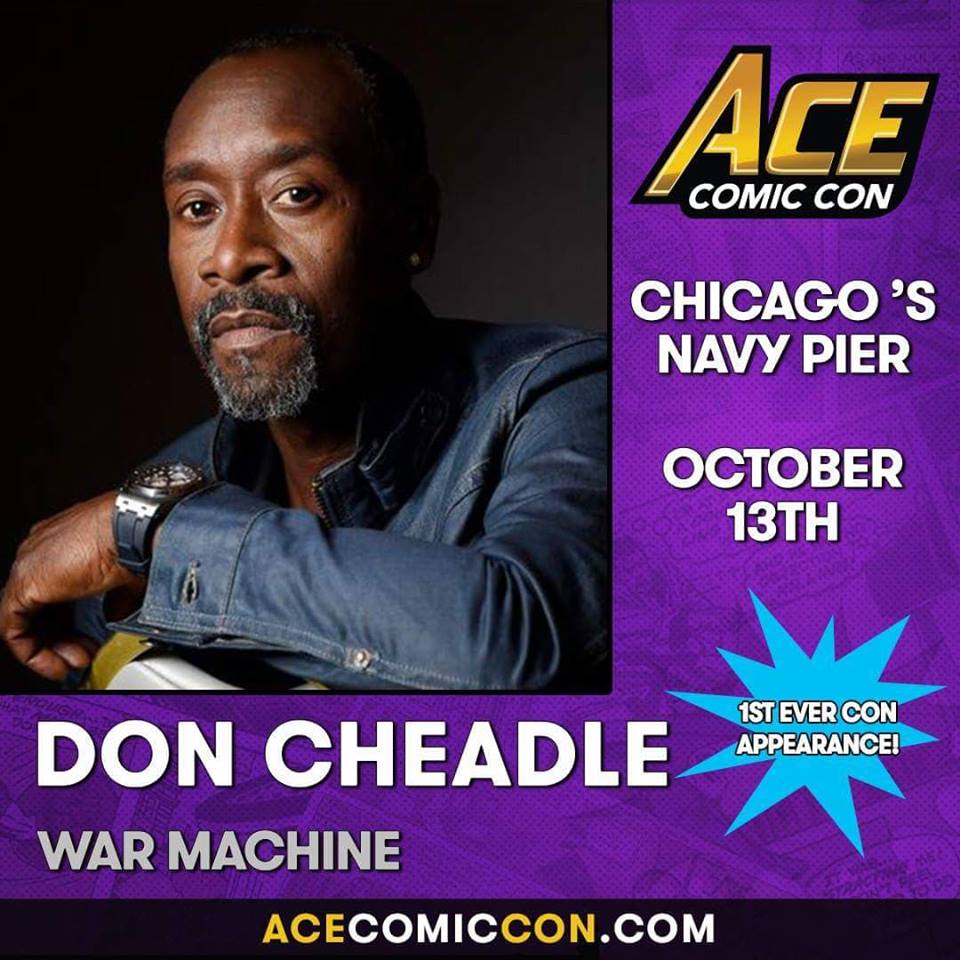 ACE
COMIC CON
CHICAGO 'S
NAVY PIER
OCTOBER
13TH
1ST EVER CON
APPEARANCE!
DON CHEADLE
WAR MACHINE
ACECOMICCON.COM